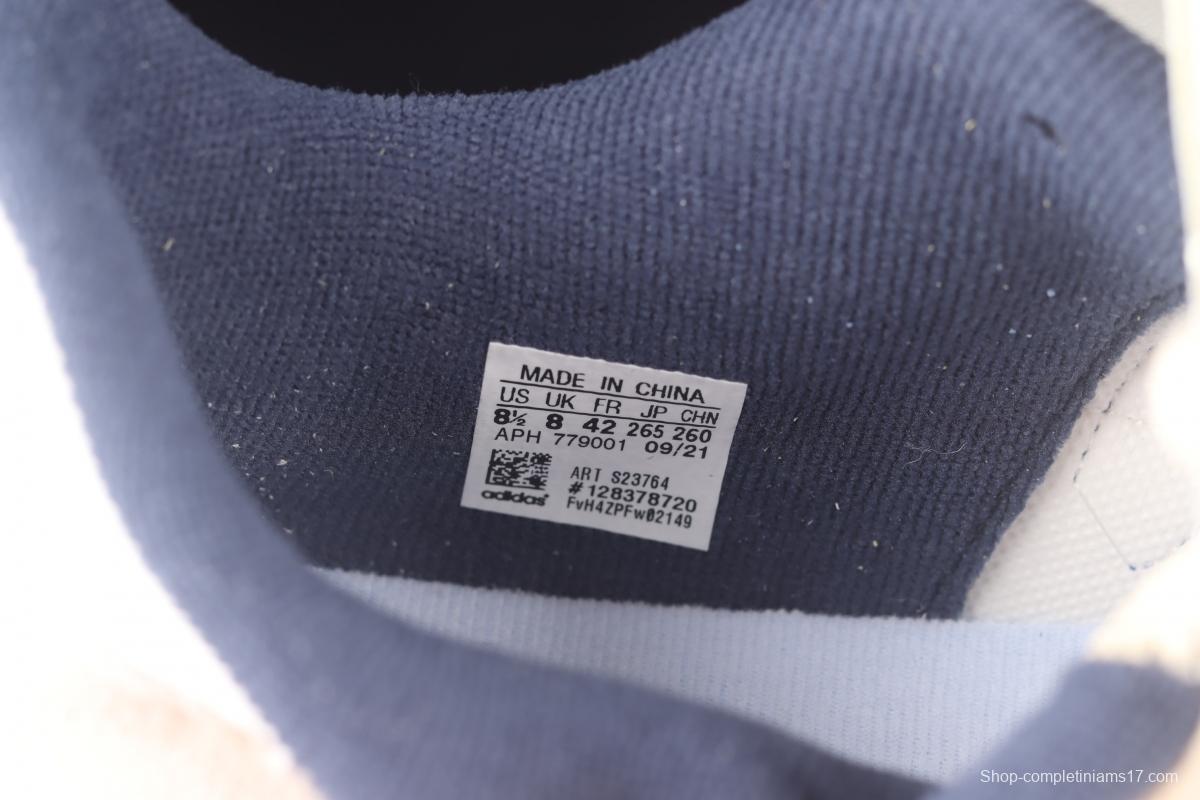 MADE IN CHINA
US UK FR JP CHN
8½ 8 42 265 260
APH 779001 09/21
ART S23764
#128378720
adidas FvH4ZPFw02149
Shop-completiniams17.com